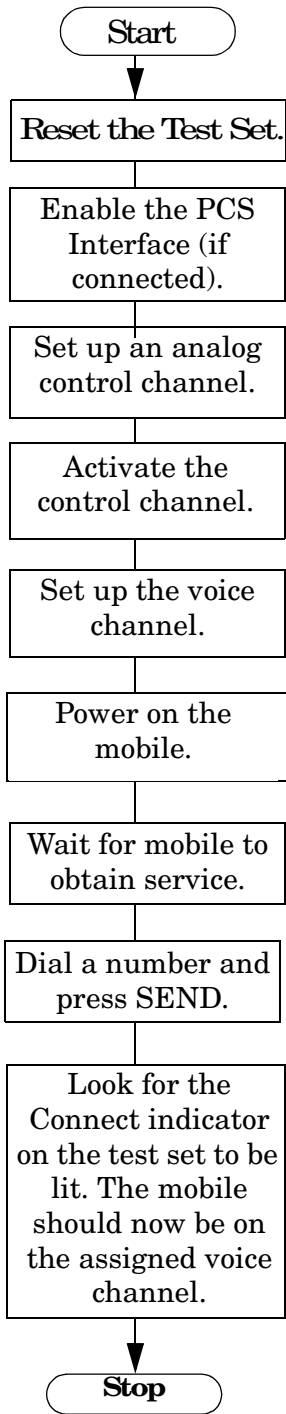 Start
Reset the Test Set.
Enable the PCS
Interface (if
connected).
Set up an analog
control channel.
Activate the
control channel.
Set up the voice
channel.
Power on the
mobile.
Wait for mobile to
obtain service.
Dial a number and
press SEND.
Look for the
Connect indicator
on the test set to be
lit. The mobile
should now be on
the assigned voice
channel.
Stop